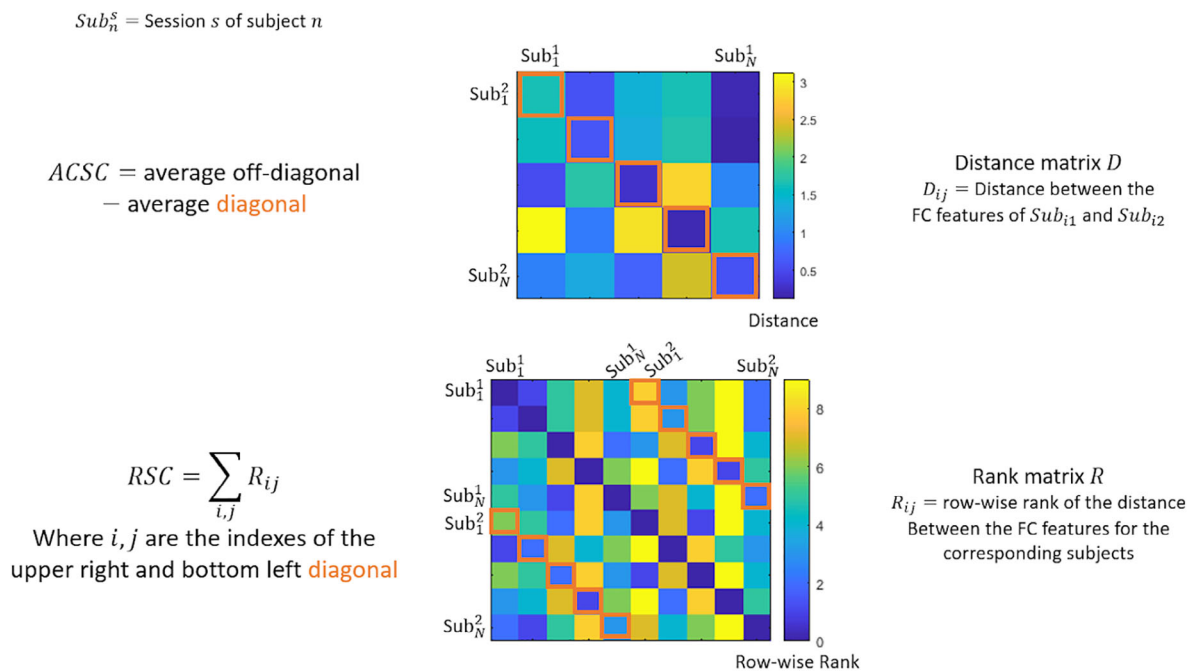 Sub_n^s = Session s of subject n
Sub_1^1 Sub_N^1
Sub_1^2
3
2.5
2
1.5
1
0.5
Sub_N^2
Distance
ACSC = average off-diagonal
− average diagonal
Distance matrix D
D_ij = Distance between the
FC features of Sub_i1 and Sub_i2
Sub_1^1 Sub_N^1 Sub_1^2 Sub_N^2
Sub_1^1
Sub_N^1
Sub_1^2
Sub_N^2
8
6
4
2
0
Row-wise Rank
RSC = ∑_{i,j} R_ij
Where i, j are the indexes of the
upper right and bottom left diagonal
Rank matrix R
R_ij = row-wise rank of the distance
Between the FC features for the
corresponding subjects